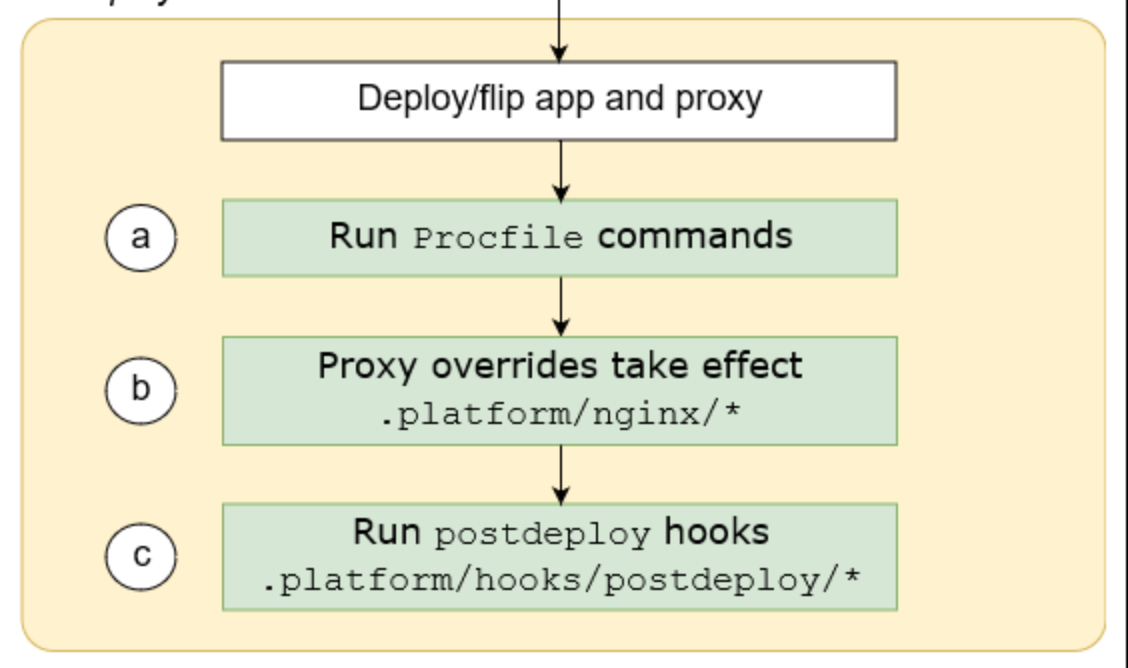 Deploy/flip app and proxy
a
Run Procfile commands
b
Proxy overrides take effect
.platform/nginx/*
c
Run postdeploy hooks
.platform/hooks/postdeploy/*